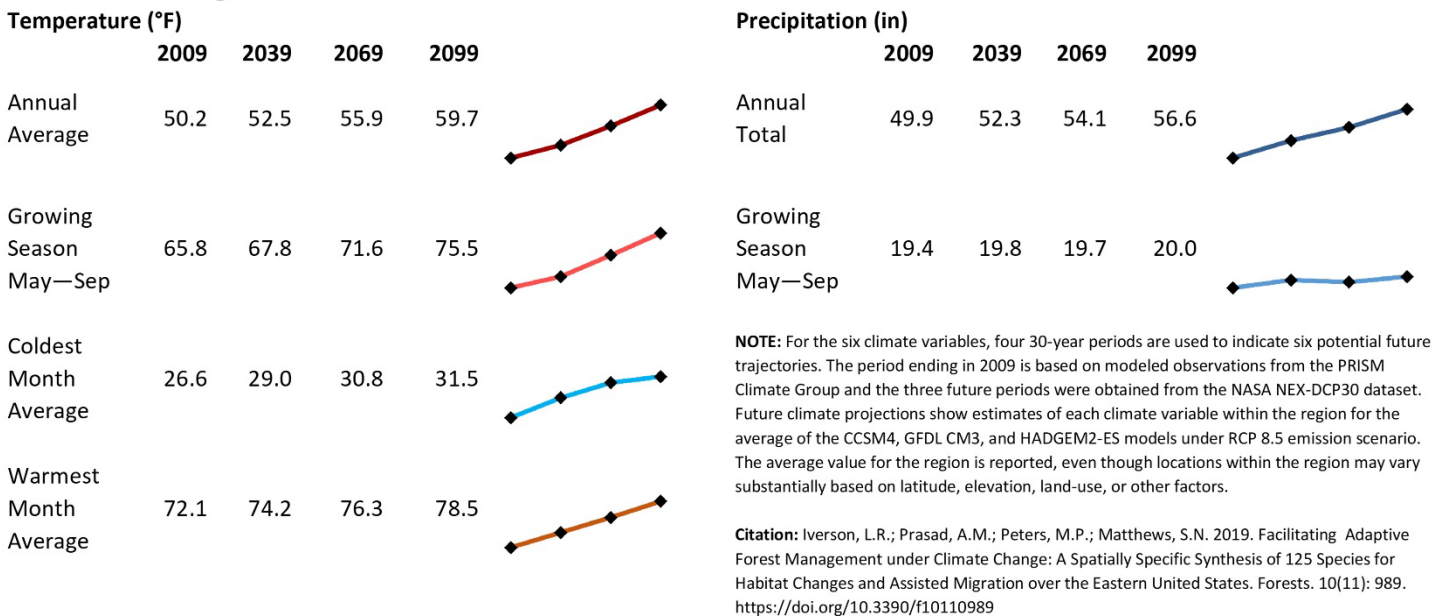 Temperature (°F)
2009 2039 2069 2099
Annual
Average
50.2 52.5 55.9 59.7
Growing
Season
May—Sep
65.8 67.8 71.6 75.5
Coldest
Month
Average
26.6 29.0 30.8 31.5
Warmest
Month
Average
72.1 74.2 76.3 78.5
Precipitation (in)
2009 2039 2069 2099
Annual
Total
49.9 52.3 54.1 56.6
Growing
Season
May—Sep
19.4 19.8 19.7 20.0
NOTE: For the six climate variables, four 30-year periods are used to indicate six potential future
trajectories. The period ending in 2009 is based on modeled observations from the PRISM
Climate Group and the three future periods were obtained from the NASA NEX-DCP30 dataset.
Future climate projections show estimates of each climate variable within the region for the
average of the CCSM4, GFDL CM3, and HADGEM2-ES models under RCP 8.5 emission scenario.
The average value for the region is reported, even though locations within the region may vary
substantially based on latitude, elevation, land-use, or other factors.
Citation: Iverson, L.R.; Prasad, A.M.; Peters, M.P.; Matthews, S.N. 2019. Facilitating Adaptive
Forest Management under Climate Change: A Spatially Specific Synthesis of 125 Species for
Habitat Changes and Assisted Migration over the Eastern United States. Forests. 10(11): 989.
https://doi.org/10.3390/f10110989